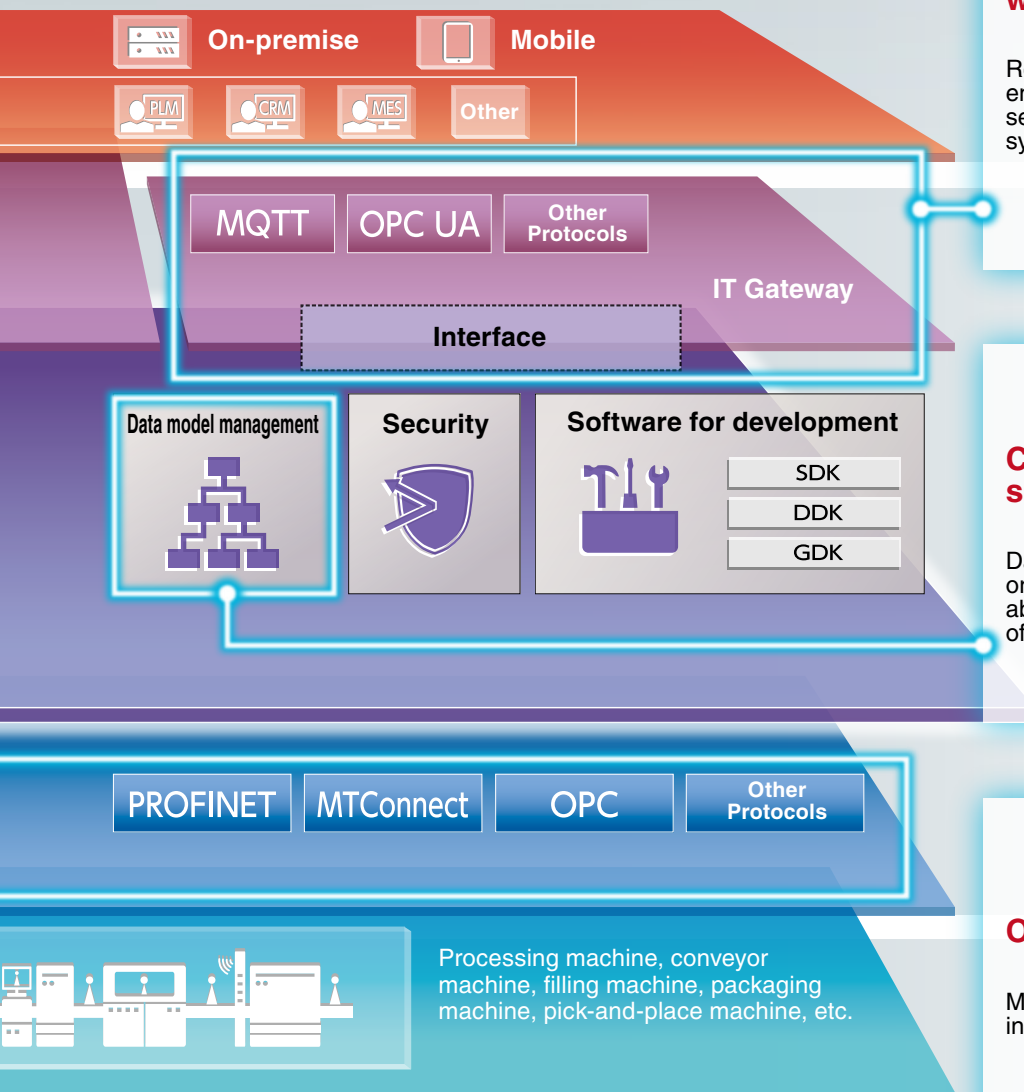 On-premise
Mobile
PLM
CRM
MES
Other
MQTT
OPC UA
Other
Protocols
IT Gateway
Interface
Data model management
Security
Software for development
SDK
DDK
GDK
PROFINET
MTConnect
OPC
Other
Protocols
Processing machine, conveyor
machine, filling machine, packaging
machine, pick-and-place machine, etc.